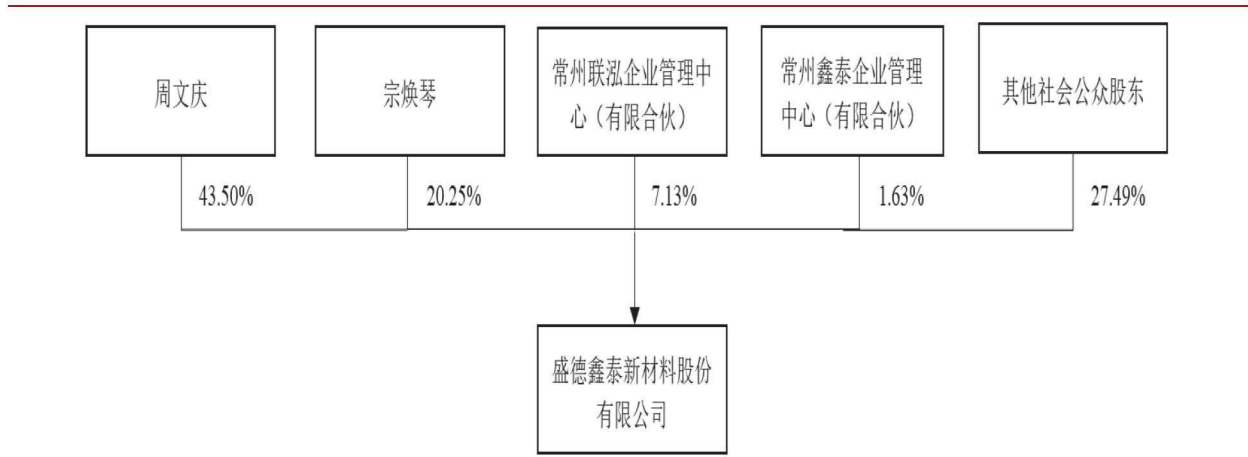 周文庆
宗焕琴
常州联泓企业管理中
心（有限合伙）
常州鑫泰企业管理
中心（有限合伙）
其他社会公众股东
43.50%
20.25%
7.13%
1.63%
27.49%
盛德鑫泰新材料股份
有限公司